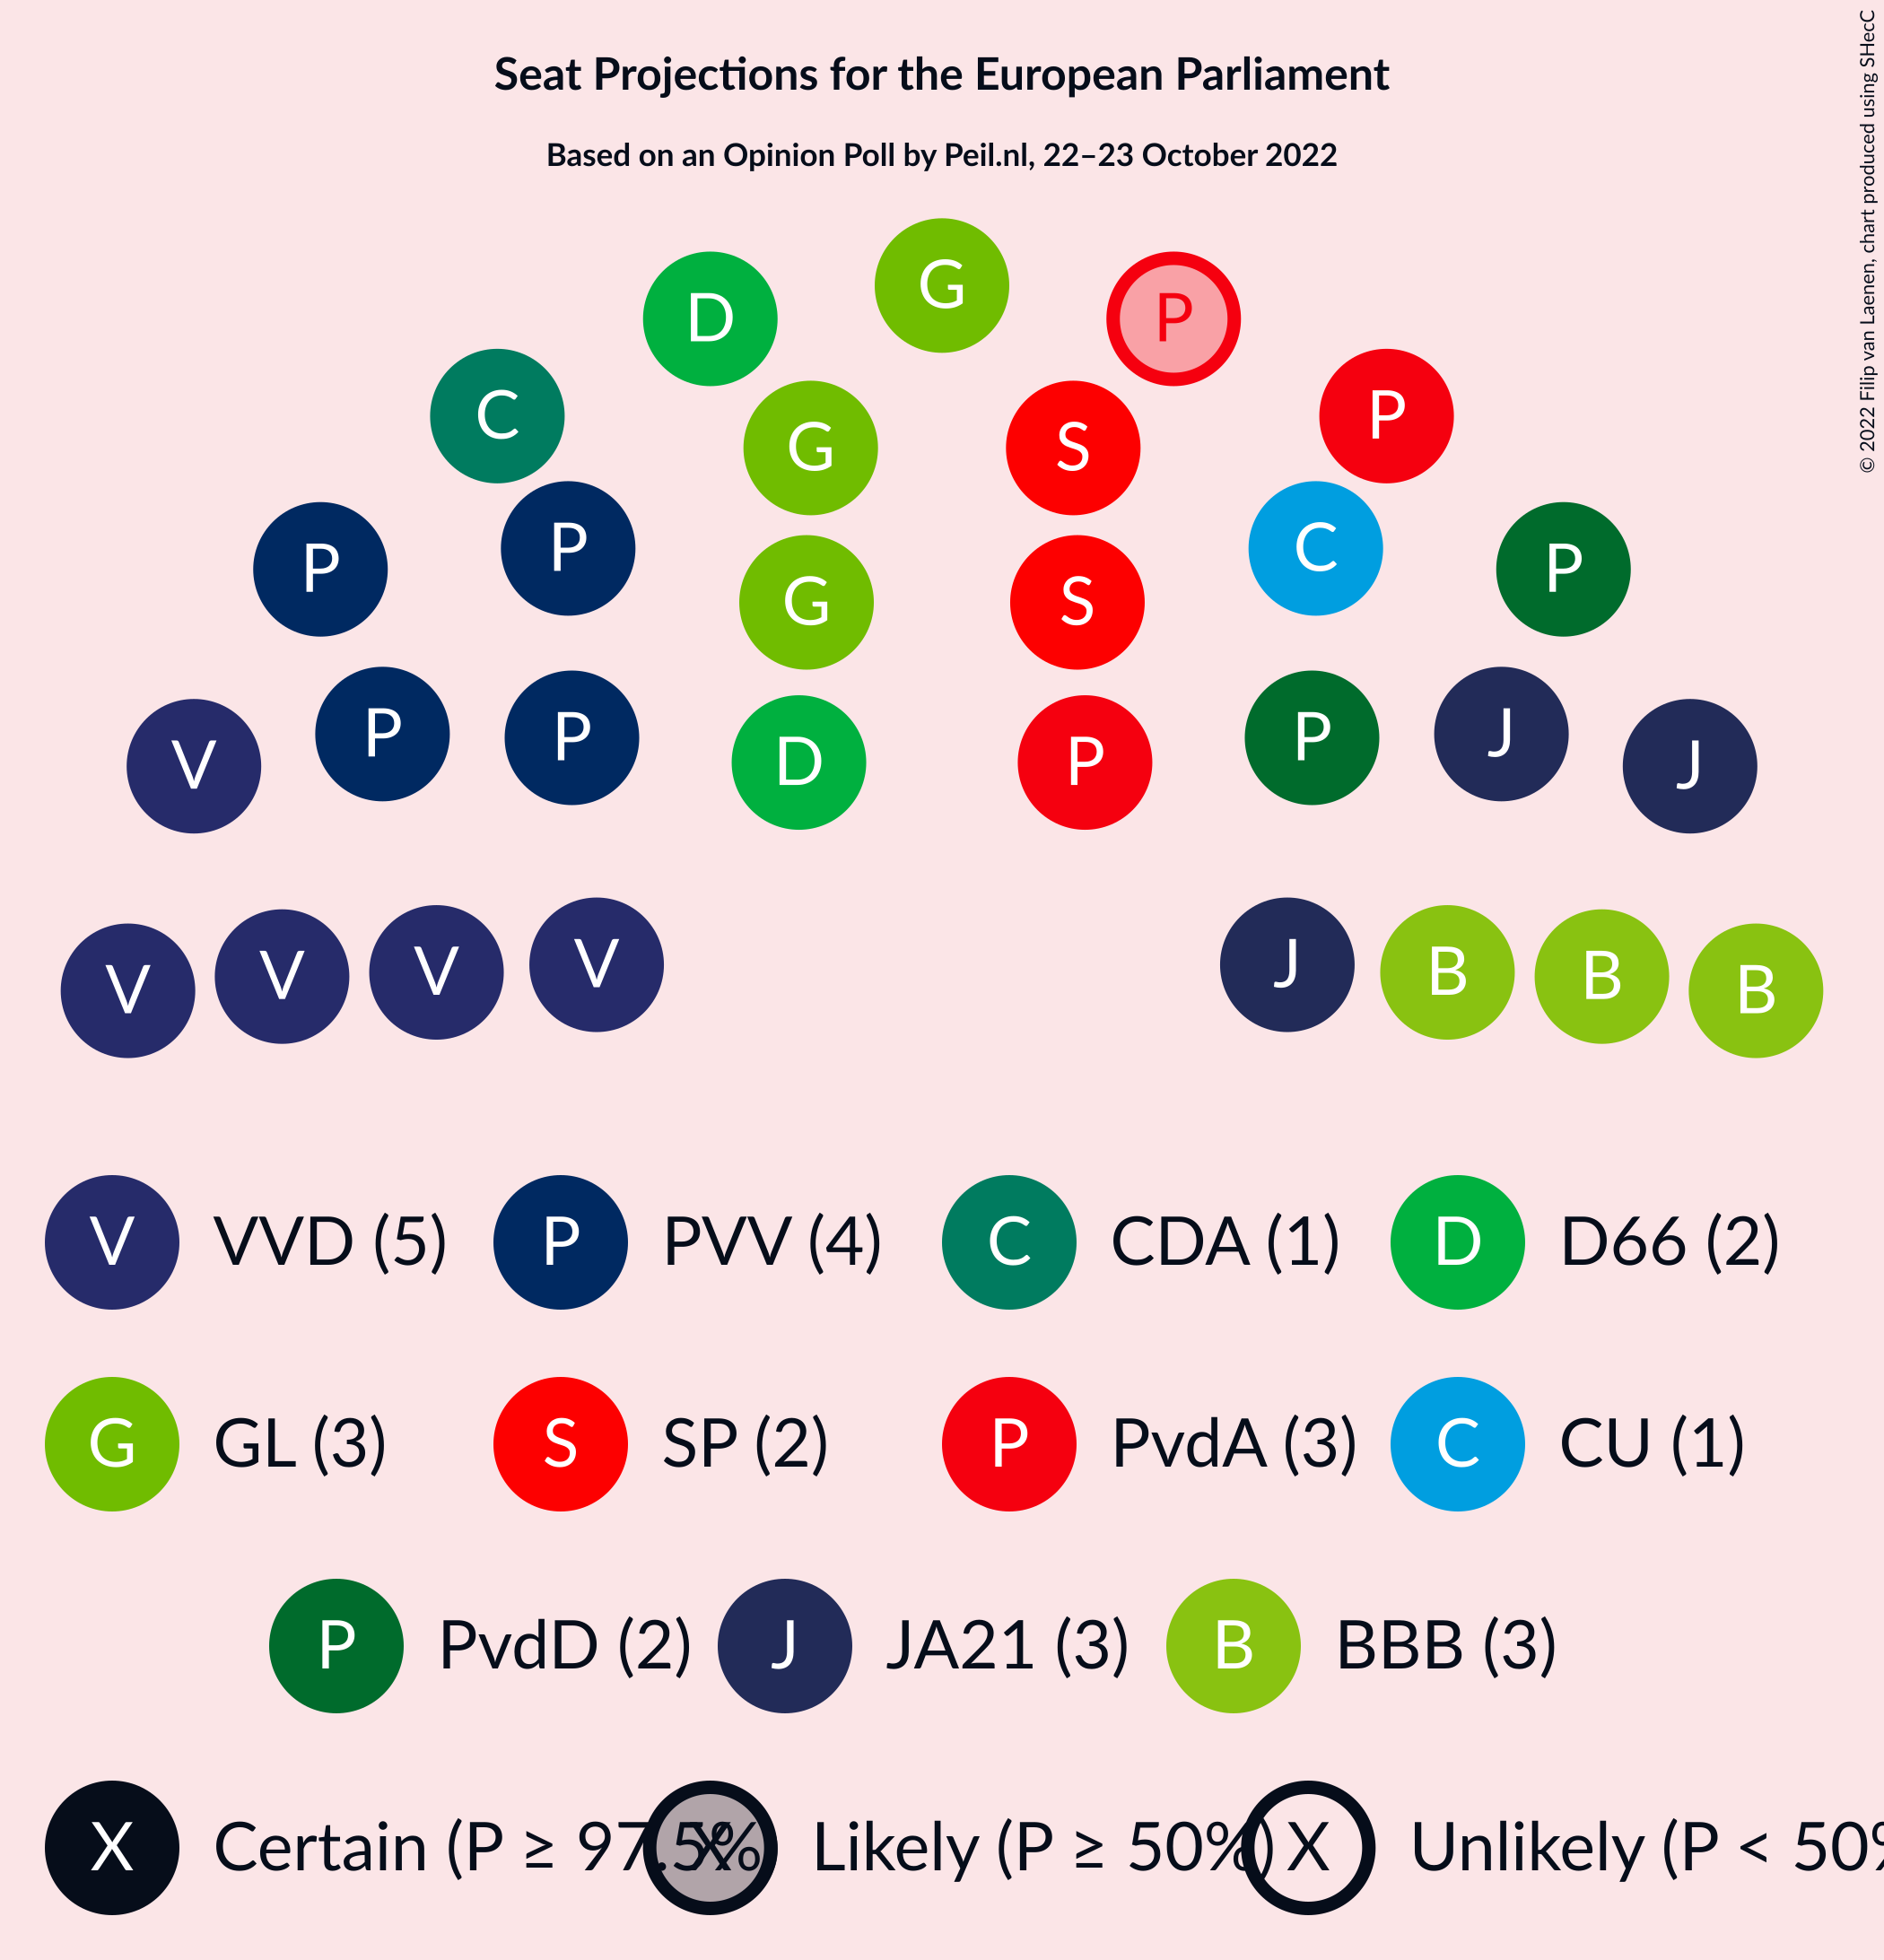 Seat Projections for the European Parliament
Based on an Opinion Poll by Peil.nl, 22–23 October 2022
© 2022 Filip van Laenen, chart produced using SHecC
G
D P
C P
G S
P P C P
G S
V P P D P P J J
V V V V J B B B
V VVD (5) P PVV (4) C CDA (1) D D66 (2)
G GL (3) S SP (2) P PvdA (3) C CU (1)
P PvdD (2) J JA21 (3) B BBB (3)
X Certain (P ≥ 97.5% X Likely (P ≥ 50%) X Unlikely (P < 50%